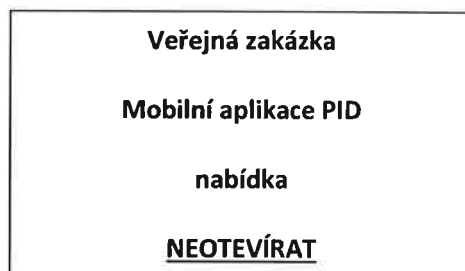 Veřejná zakázka
Mobilní aplikace PID
nabídka
NEOTEVÍRAT